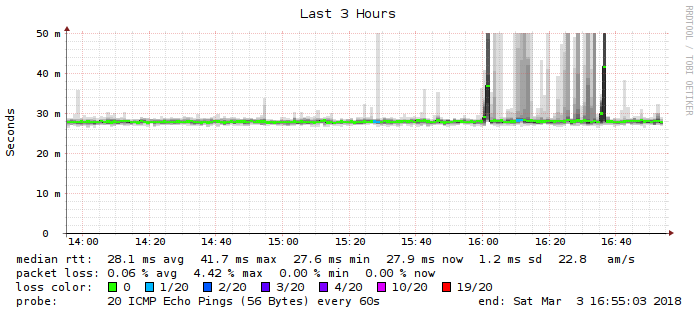 Last 3 Hours
RRDTOOL / TOBI OETIKER
Seconds
50 m
40 m
30 m
20 m
10 m
0
14:00 14:20 14:40 15:00 15:20 15:40 16:00 16:20 16:40
median rtt: 28.1 ms avg 41.7 ms max 27.6 ms min 27.9 ms now 1.2 ms sd 22.8 am/s
packet loss: 0.06 % avg 4.42 % max 0.00 % min 0.00 % now
loss color: 0 1/20 2/20 3/20 4/20 10/20 19/20
probe: 20 ICMP Echo Pings (56 Bytes) every 60s end: Sat Mar 3 16:55:03 2018